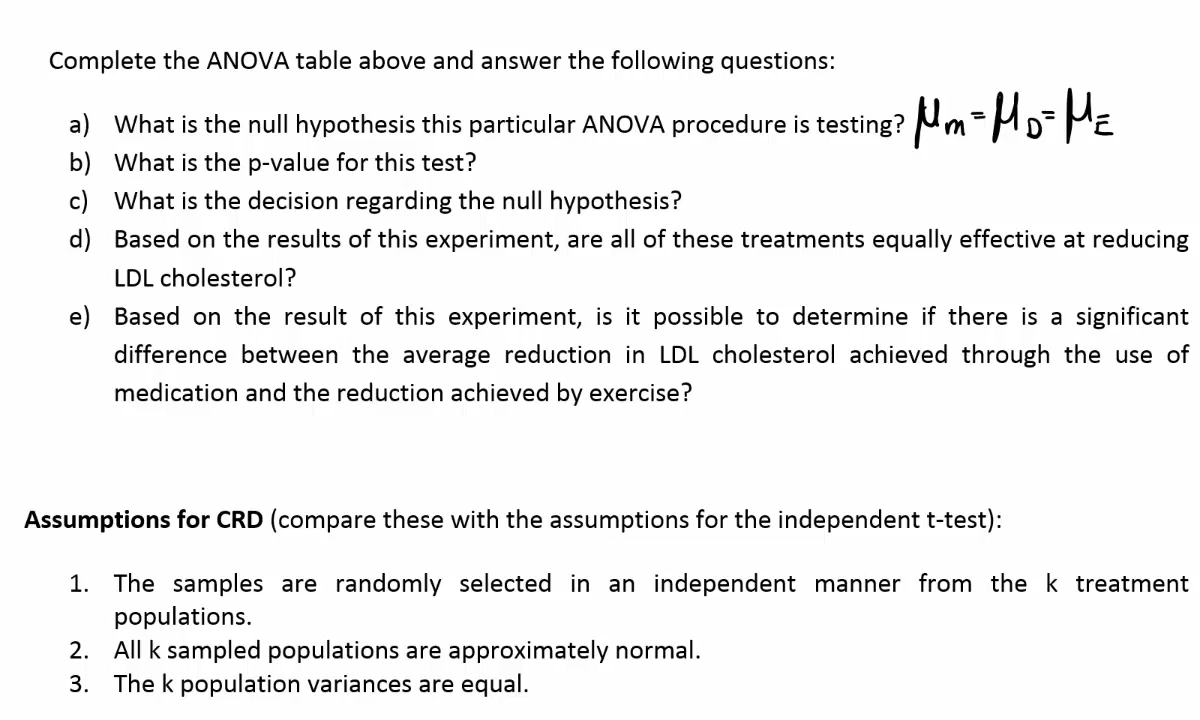 Complete the ANOVA table above and answer the following questions:
a) What is the null hypothesis this particular ANOVA procedure is testing? μm = μD = μE
b) What is the p-value for this test?
c) What is the decision regarding the null hypothesis?
d) Based on the results of this experiment, are all of these treatments equally effective at reducing
LDL cholesterol?
e) Based on the result of this experiment, is it possible to determine if there is a significant
difference between the average reduction in LDL cholesterol achieved through the use of
medication and the reduction achieved by exercise?
Assumptions for CRD (compare these with the assumptions for the independent t-test):
1. The samples are randomly selected in an independent manner from the k treatment
populations.
2. All k sampled populations are approximately normal.
3. The k population variances are equal.